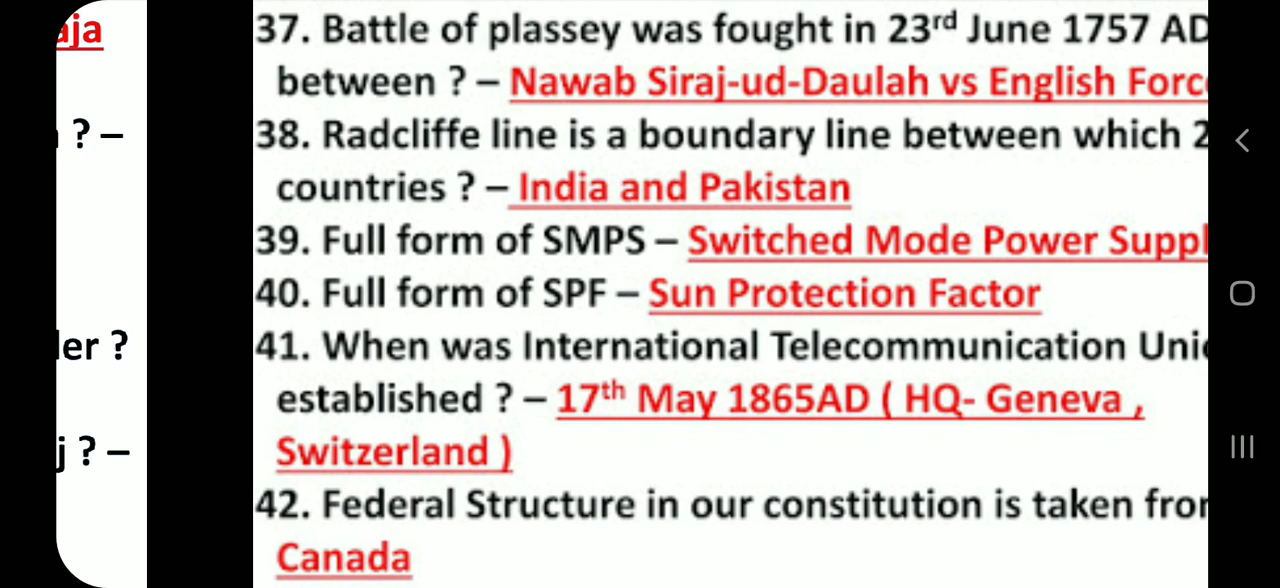 aja
? –
ler ?
j ? –
37. Battle of plassey was fought in 23rd June 1757 AD
between ? – Nawab Siraj-ud-Daulah vs English Forc
38. Radcliffe line is a boundary line between which 2
countries ? – India and Pakistan
39. Full form of SMPS – Switched Mode Power Suppl
40. Full form of SPF – Sun Protection Factor
41. When was International Telecommunication Unio
established ? – 17th May 1865AD ( HQ- Geneva ,
Switzerland )
42. Federal Structure in our constitution is taken from
Canada